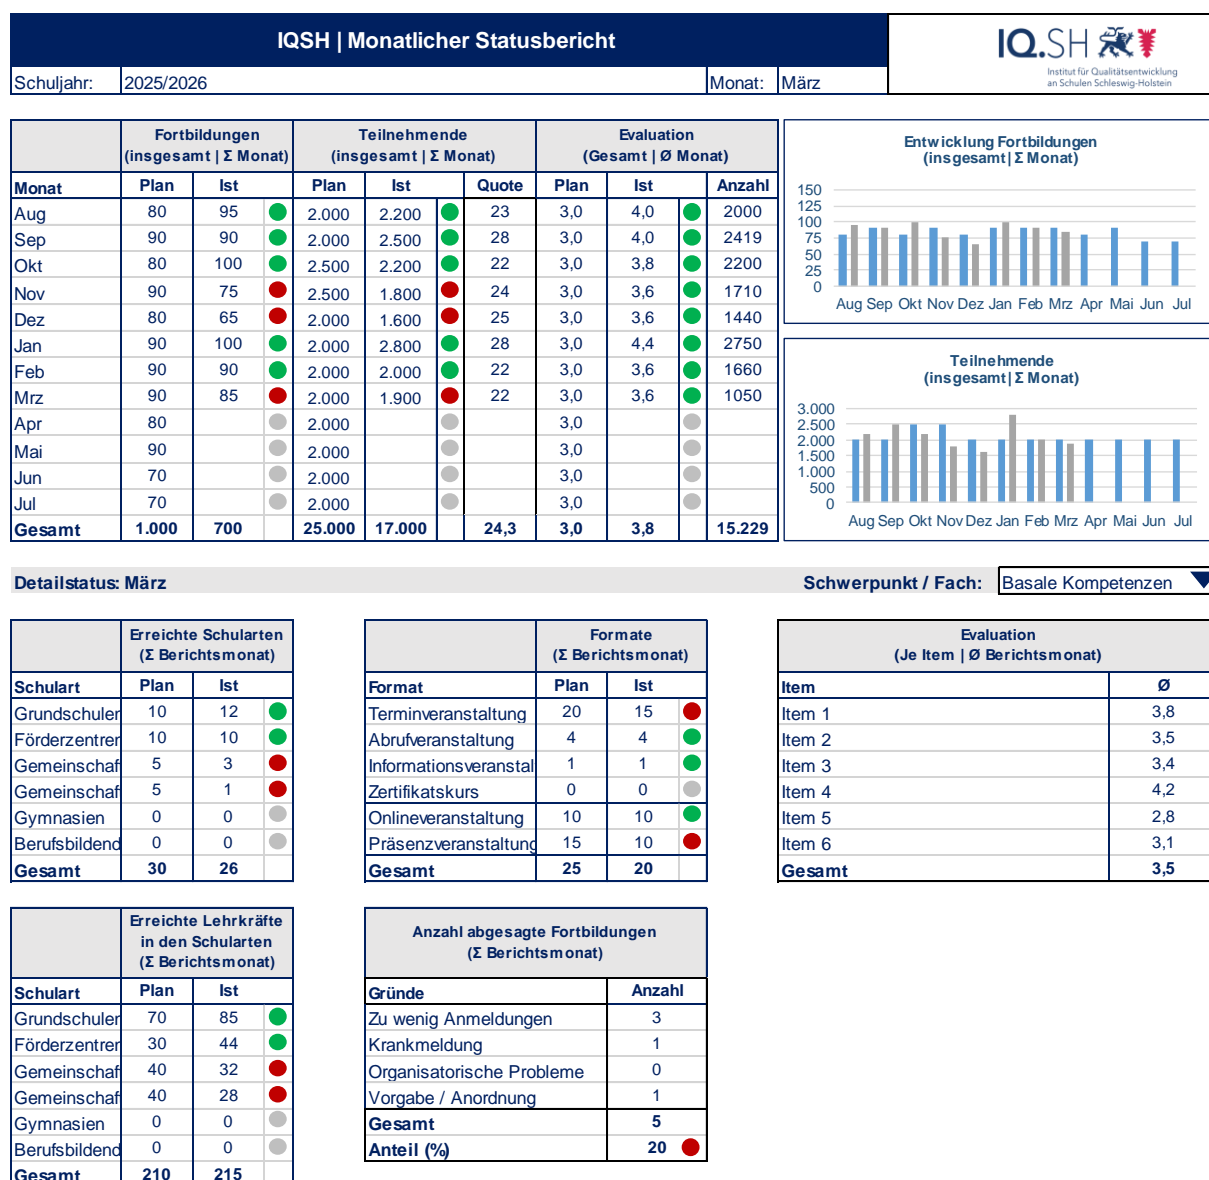 IQSH | Monatlicher Statusbericht
IQ.SH
Institut für Qualitätsentwicklung
an Schulen Schleswig-Holstein
Schuljahr: 2025/2026 Monat: März
Fortbildungen Teilnehmende Evaluation
(insgesamt | Σ Monat) (insgesamt | Σ Monat) (Gesamt | Ø Monat)
Monat Plan Ist Plan Ist Quote Plan Ist Anzahl
Aug 80 95 2.000 2.200 23 3,0 4,0 2000
Sep 90 90 2.000 2.500 28 3,0 4,0 2419
Okt 80 100 2.500 2.200 22 3,0 3,8 2200
Nov 90 75 2.500 1.800 24 3,0 3,6 1710
Dez 80 65 2.000 1.600 25 3,0 3,6 1440
Jan 90 100 2.000 2.800 28 3,0 4,4 2750
Feb 90 90 2.000 2.000 22 3,0 3,6 1660
Mrz 90 85 2.000 1.900 22 3,0 3,6 1050
Apr 80 2.000 3,0
Mai 90 2.000 3,0
Jun 70 2.000 3,0
Jul 70 2.000 3,0
Gesamt 1.000 700 25.000 17.000 24,3 3,0 3,8 15.229
Entwicklung Fortbildungen
(insgesamt | Σ Monat)
150
125
100
75
50
25
0
Aug Sep Okt Nov Dez Jan Feb Mrz Apr Mai Jun Jul
Teilnehmende
(insgesamt | Σ Monat)
3.000
2.500
2.000
1.500
1.000
500
0
Aug Sep Okt Nov Dez Jan Feb Mrz Apr Mai Jun Jul
Detailstatus: März Schwerpunkt / Fach: Basale Kompetenzen
Erreichte Schularten
(Σ Berichtsmonat)
Schulart Plan Ist
Grundschuler 10 12
Förderzentrer 10 10
Gemeinschaf 5 3
Gemeinschaf 5 1
Gymnasien 0 0
Berufsbildend 0 0
Gesamt 30 26
Formate
(Σ Berichtsmonat)
Format Plan Ist
Terminveranstaltung 20 15
Abrufveranstaltung 4 4
Informationsveranstal 1 1
Zertifikatskurs 0 0
Onlineveranstaltung 10 10
Präsenzveranstaltung 15 10
Gesamt 25 20
Evaluation
(Je Item | Ø Berichtsmonat)
Item Ø
Item 1 3,8
Item 2 3,5
Item 3 3,4
Item 4 4,2
Item 5 2,8
Item 6 3,1
Gesamt 3,5
Erreichte Lehrkräfte
in den Schularten
(Σ Berichtsmonat)
Schulart Plan Ist
Grundschuler 70 85
Förderzentrer 30 44
Gemeinschaf 40 32
Gemeinschaf 40 28
Gymnasien 0 0
Berufsbildend 0 0
Gesamt 210 215
Anzahl abgesagte Fortbildungen
(Σ Berichtsmonat)
Gründe Anzahl
Zu wenig Anmeldungen 3
Krankmeldung 1
Organisatorische Probleme 0
Vorgabe / Anordnung 1
Gesamt 5
Anteil (%) 20